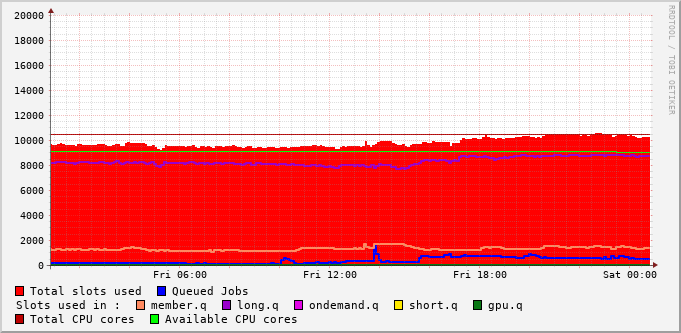 20000
18000
16000
14000
12000
10000
8000
6000
4000
2000
0
Fri 06:00 Fri 12:00 Fri 18:00 Sat 00:00
Total slots used Queued Jobs
Slots used in : member.q long.q ondemand.q short.q gpu.q
Total CPU cores Available CPU cores
RRDTOOL / TOBI OETIKER